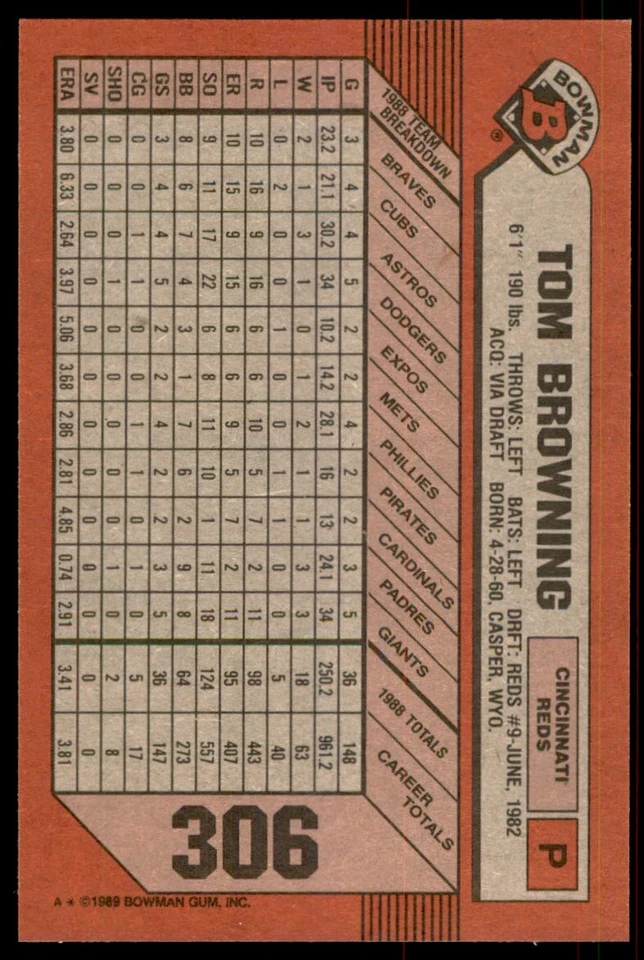 BOWMAN
B
®
TOM BROWNING
CINCINNATI
REDS
P
6'1" 190 lbs. THROWS: LEFT BATS: LEFT DRFT: REDS #9-JUNE, 1982
ACQ: VIA DRAFT BORN: 4-28-60, CASPER, WYO.
1988 TEAM
BREAKDOWN
BRAVES
CUBS
ASTROS
DODGERS
EXPOS
METS
PHILLIES
PIRATES
CARDINALS
PADRES
GIANTS
1988 TOTALS
CAREER
TOTALS
G 3 4 4 5 2 2 4 2 2 3 5 36 148
IP 23.2 21.1 30.2 34 10.2 14.2 28.1 16 13 24.1 34 250.2 961.2
W 2 1 3 1 0 1 2 1 1 3 3 18 63
L 0 2 0 0 1 0 0 1 1 0 0 5 40
R 10 16 9 16 6 6 10 5 7 2 11 98 443
ER 10 15 9 15 6 6 9 5 7 2 11 95 407
SO 9 11 17 22 6 8 11 10 1 11 18 124 557
BB 8 6 7 4 3 1 7 6 2 9 8 64 273
GS 3 4 4 5 2 2 4 2 2 3 5 36 147
CG 0 0 1 1 0 0 1 1 0 1 0 5 17
SHO 0 0 0 1 0 0 0 0 0 1 0 2 8
SV 0 0 0 0 0 0 0 0 0 0 0 0 0
ERA 3.80 6.33 2.64 3.97 5.06 3.68 2.86 2.81 4.85 0.74 2.91 3.41 3.81
306
A * ©1989 BOWMAN GUM, INC.